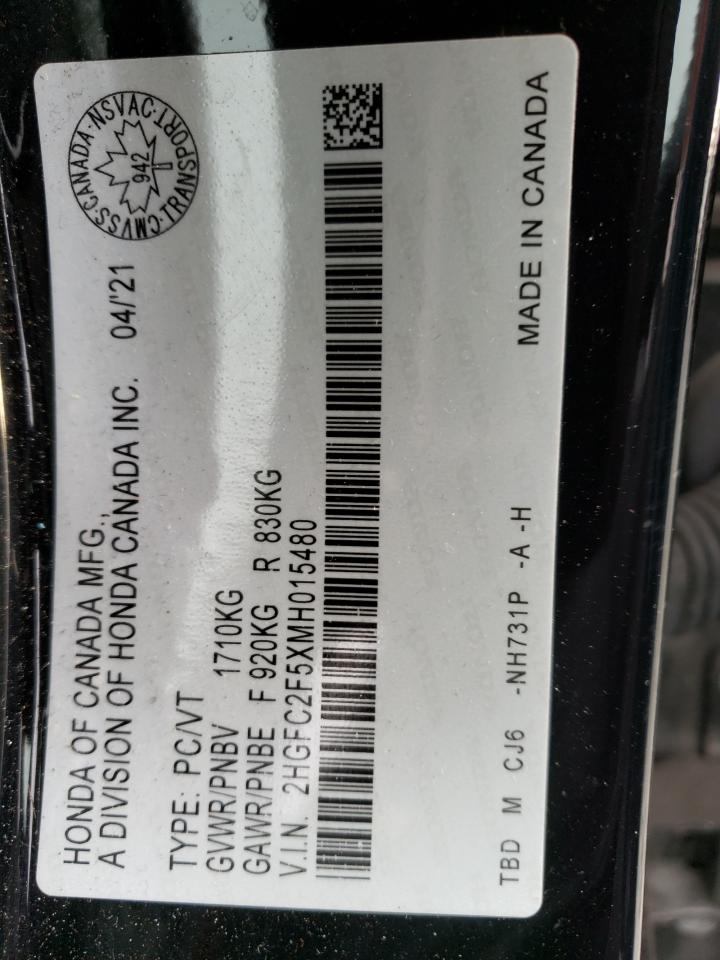 HONDA OF CANADA MFG.,
A DIVISION OF HONDA CANADA INC. 04/'21
CMVSS·CANADA·NSVAC·TRANSPORT·
942
TYPE: PC/VT
GVWR/PNBV 1710KG
GAWR/PNBE F 920KG R 830KG
V.I.N. 2HGFC2F5XMH015480
TBD M CJ6 -NH731P -A -H
MADE IN CANADA